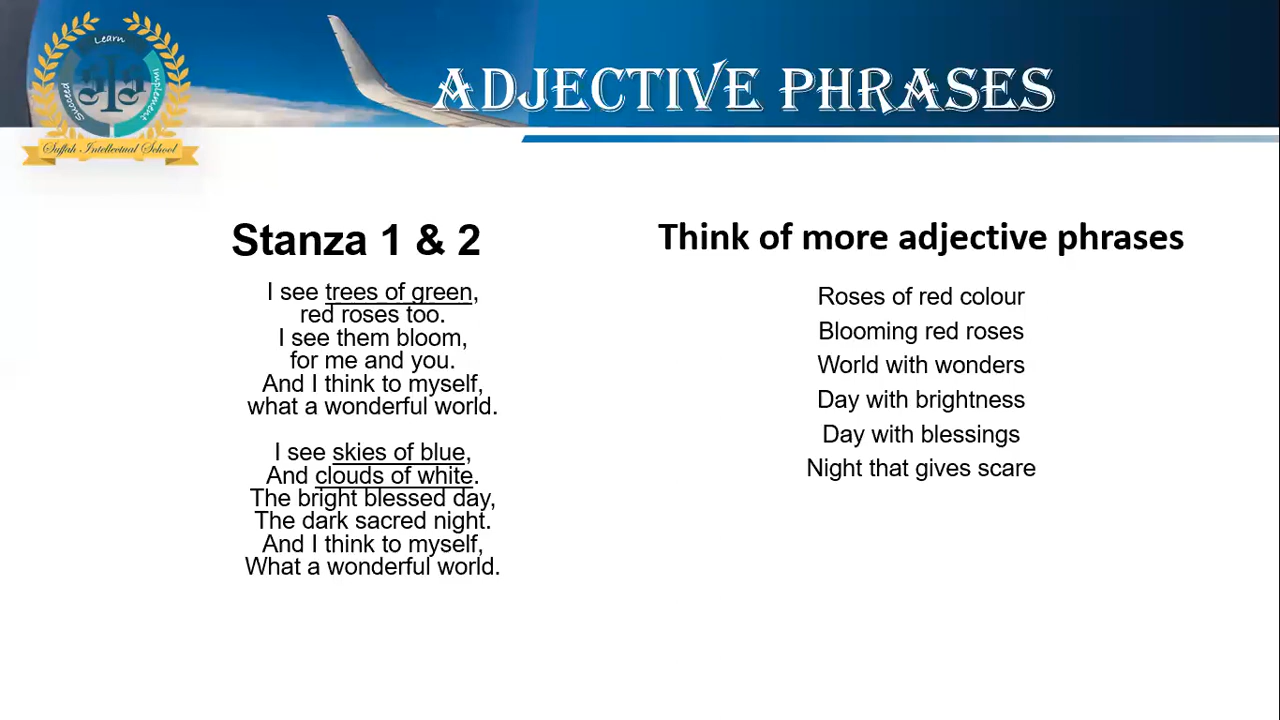 Learn
Succeed
Implement
Suffah Intellectual School
ADJECTIVE PHRASES
Stanza 1 & 2
I see trees of green,
red roses too.
I see them bloom,
for me and you.
And I think to myself,
what a wonderful world.
I see skies of blue,
And clouds of white.
The bright blessed day,
The dark sacred night.
And I think to myself,
What a wonderful world.
Think of more adjective phrases
Roses of red colour
Blooming red roses
World with wonders
Day with brightness
Day with blessings
Night that gives scare